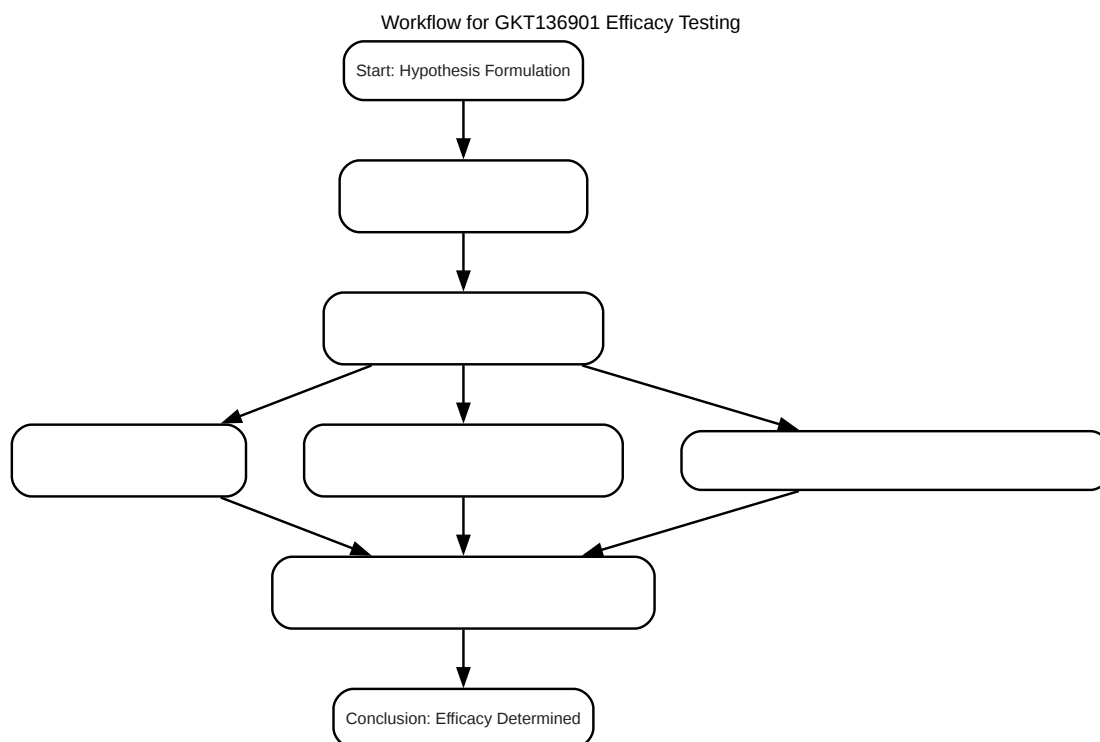 Workflow for GKT136901 Efficacy Testing
Start: Hypothesis Formulation
Conclusion: Efficacy Determined